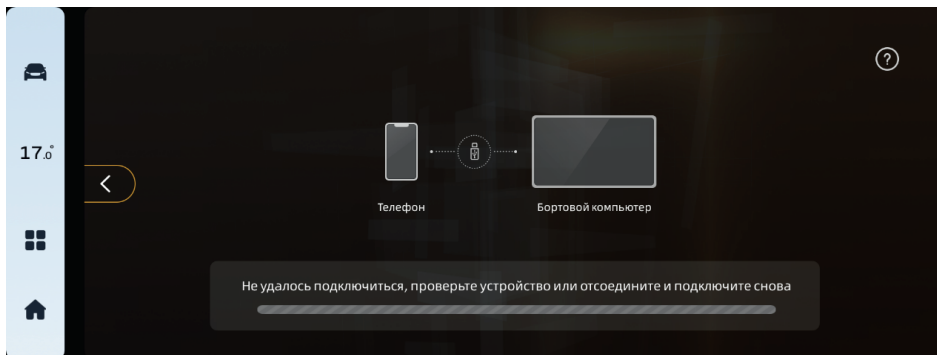 17.0°
Телефон
Бортовой компьютер
Не удалось подключиться, проверьте устройство или отсоедините и подключите снова